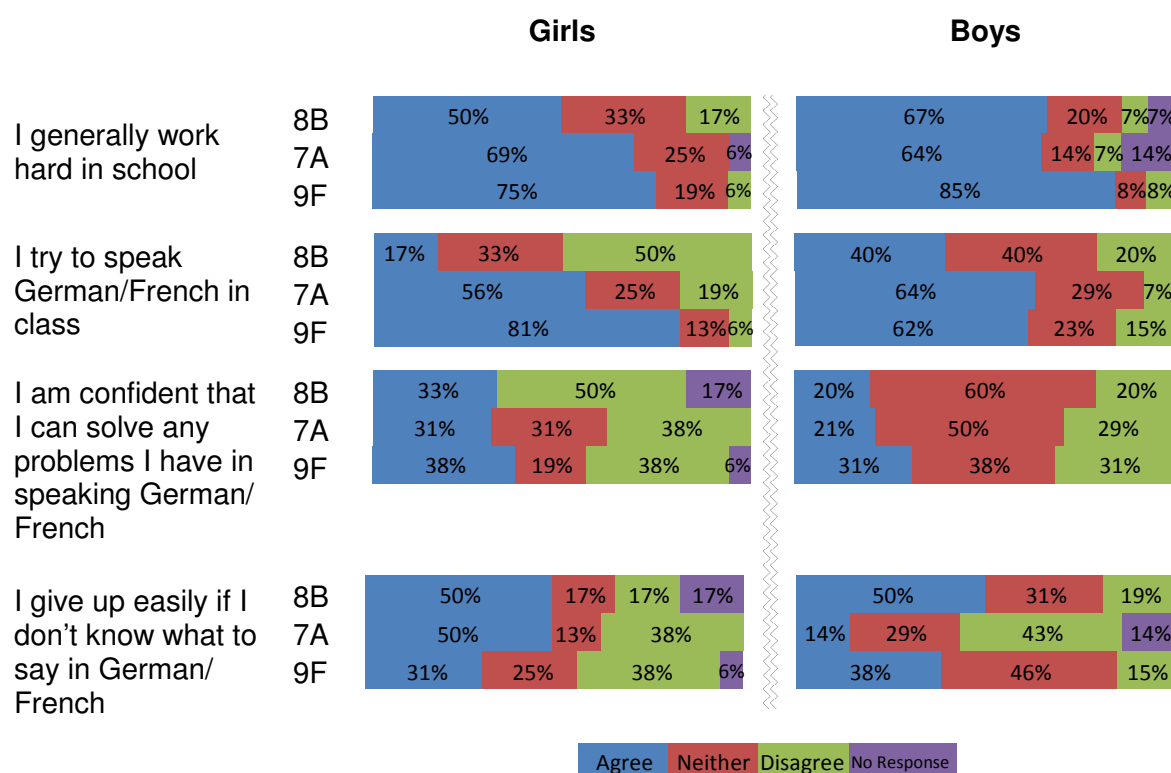 Girls Boys
I generally work
hard in school
8B 50% 33% 17% 67% 20% 7% 7%
7A 69% 25% 6% 64% 14% 7% 14%
9F 75% 19% 6% 85% 8% 8%
I try to speak
German/French in
class
8B 17% 33% 50% 40% 40% 20%
7A 56% 25% 19% 64% 29% 7%
9F 81% 13% 6% 62% 23% 15%
I am confident that
I can solve any
problems I have in
speaking German/
French
8B 33% 50% 17% 20% 60% 20%
7A 31% 31% 38% 21% 50% 29%
9F 38% 19% 38% 6% 31% 38% 31%
I give up easily if I
don’t know what to
say in German/
French
8B 50% 17% 17% 17% 50% 31% 19%
7A 50% 13% 38% 14% 29% 43% 14%
9F 31% 25% 38% 6% 38% 46% 15%
Agree Neither Disagree No Response